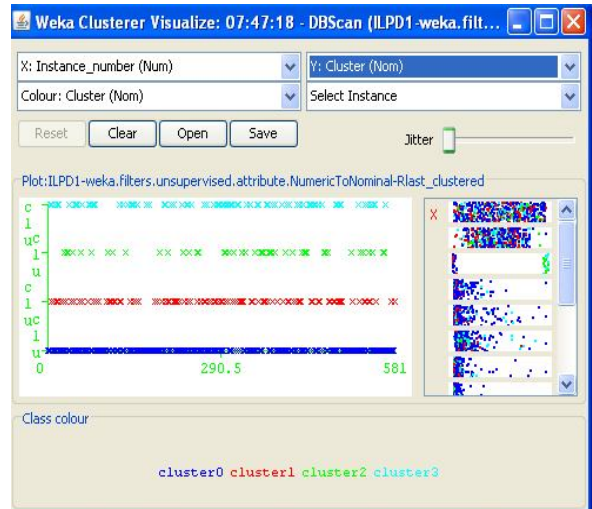 Weka Clusterer Visualize: 07:47:18 - DBScan (ILPD1-weka.filt...
X: Instance_number (Num)
Y: Cluster (Nom)
Colour: Cluster (Nom)
Select Instance
Reset
Clear
Open
Save
Jitter
Plot:ILPD1-weka.filters.unsupervised.attribute.NumericToNominal-Rlast_clustered
c
l
uc
l
u
c
l
uc
l
u
0
290.5
581
X
Class colour
cluster0 cluster1 cluster2 cluster3